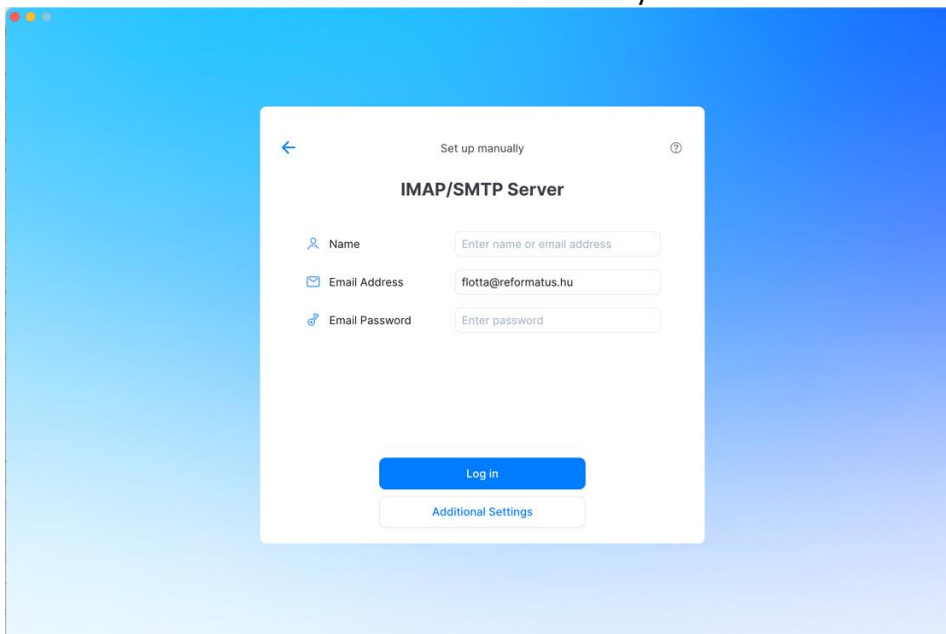 Set up manually
IMAP/SMTP Server
Name
Enter name or email address
Email Address
flotta@reformatus.hu
Email Password
Enter password
Log in
Additional Settings